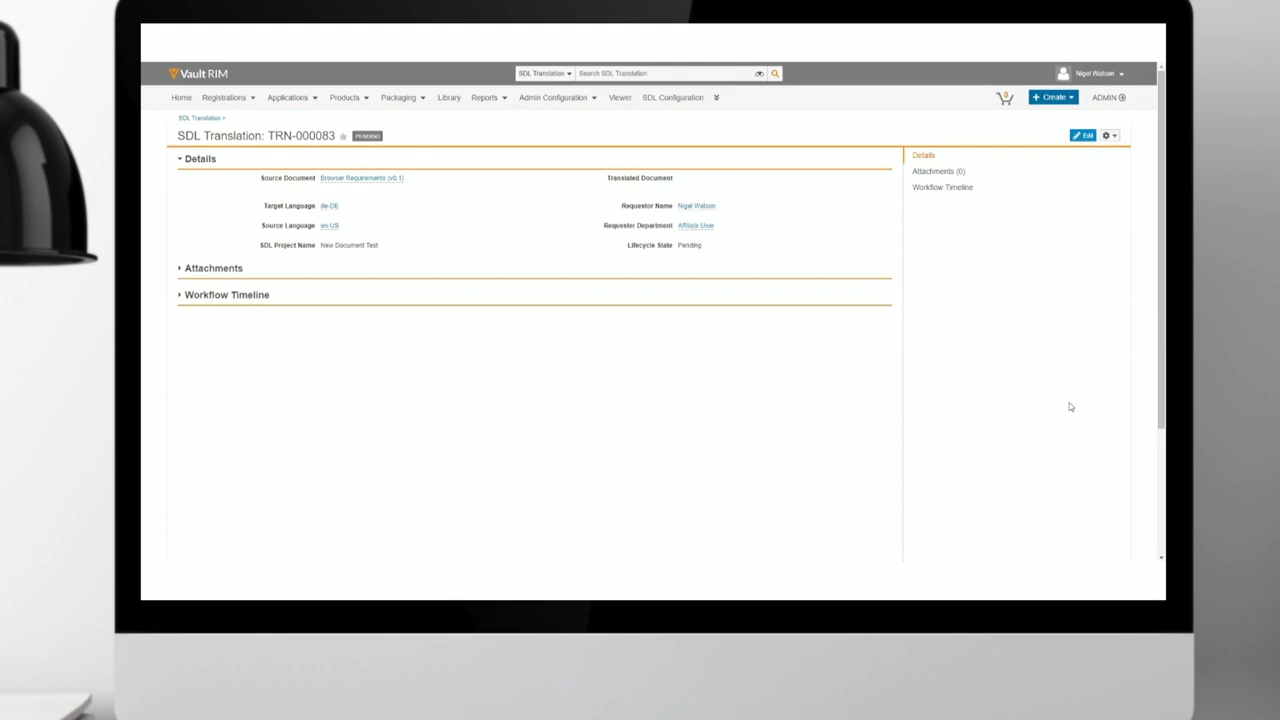 Vault RIM
SDL Translation
Search SDL Translation
Nigel Watson
Home Registrations Applications Products Packaging Library Reports Admin Configuration Viewer SDL Configuration
0
+ Create
ADMIN
SDL Translation >
SDL Translation: TRN-000083 PENDING
Edit
Details
Source Document Browser Requirements (v0.1)
Translated Document
Target Language de-DE
Requestor Name Nigel Watson
Source Language en-US
Requester Department Affiliate User
SDL Project Name New Document Test
Lifecycle State Pending
Attachments
Workflow Timeline
Details
Attachments (0)
Workflow Timeline